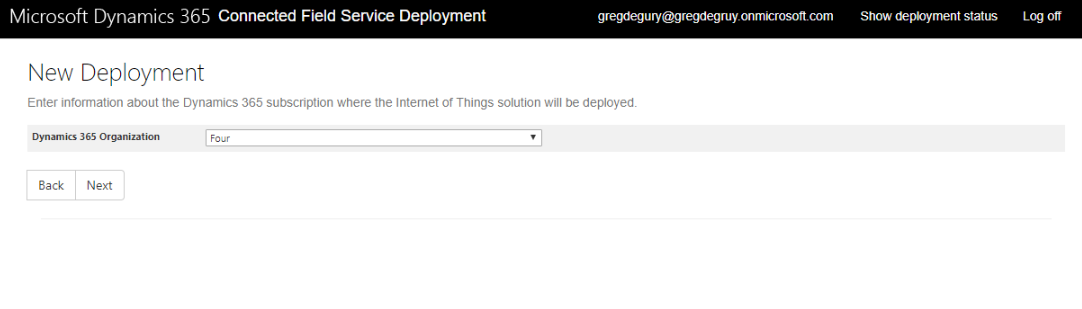 Microsoft Dynamics 365 Connected Field Service Deployment gregdegury@gregdegruy.onmicrosoft.com Show deployment status Log off
New Deployment
Enter information about the Dynamics 365 subscription where the Internet of Things solution will be deployed.
Dynamics 365 Organization Four
Back Next